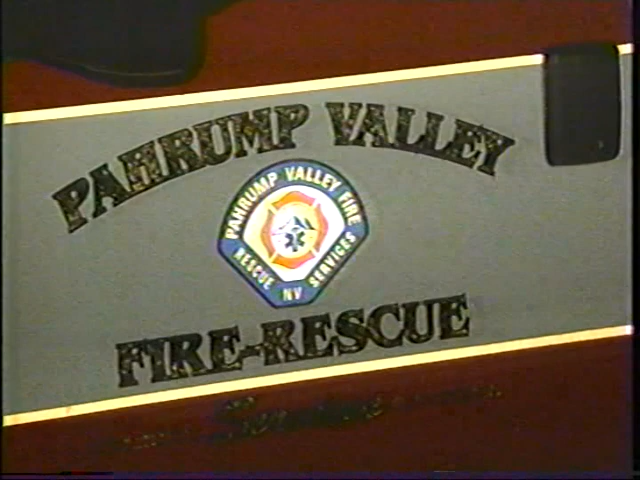 PAHRUMP VALLEY
PAHRUMP VALLEY FIRE
RESCUE NV SERVICES
FIRE-RESCUE